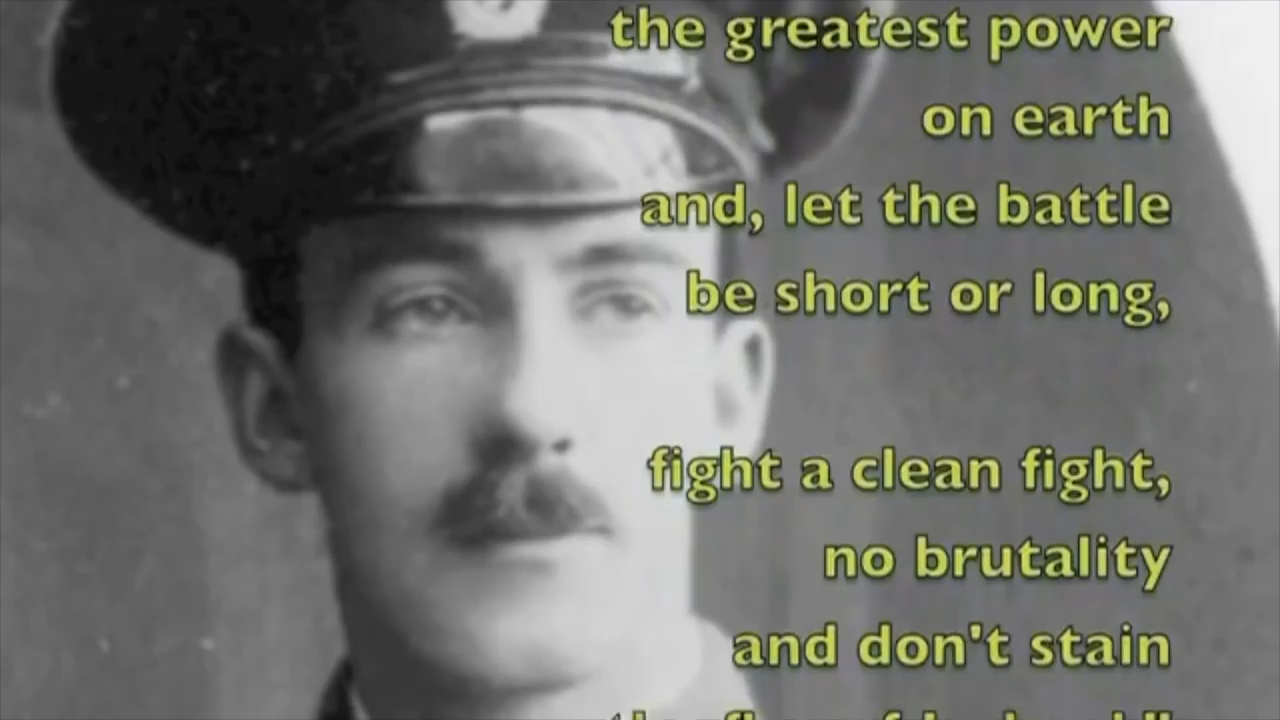 the greatest power
on earth
and, let the battle
be short or long,
fight a clean fight,
no brutality
and don't stain